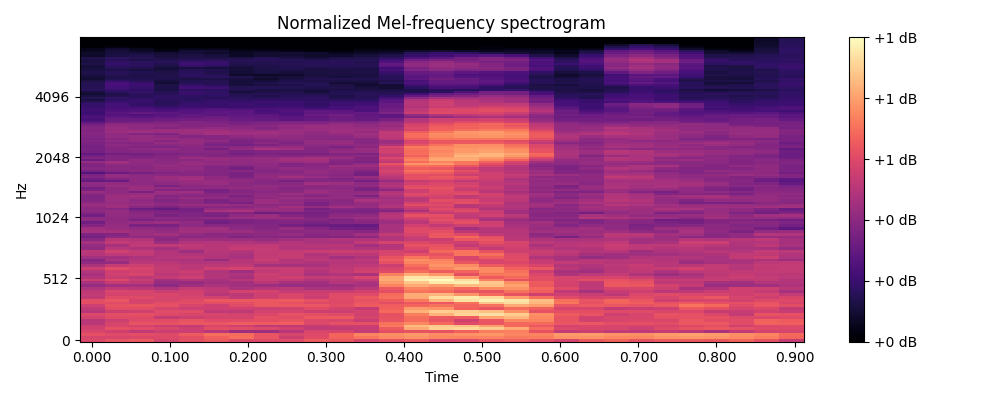 Normalized Mel-frequency spectrogram
+1 dB
+1 dB
+1 dB
+0 dB
+0 dB
+0 dB
4096
2048
1024
512
0
Hz
0.000 0.100 0.200 0.300 0.400 0.500 0.600 0.700 0.800 0.900
Time